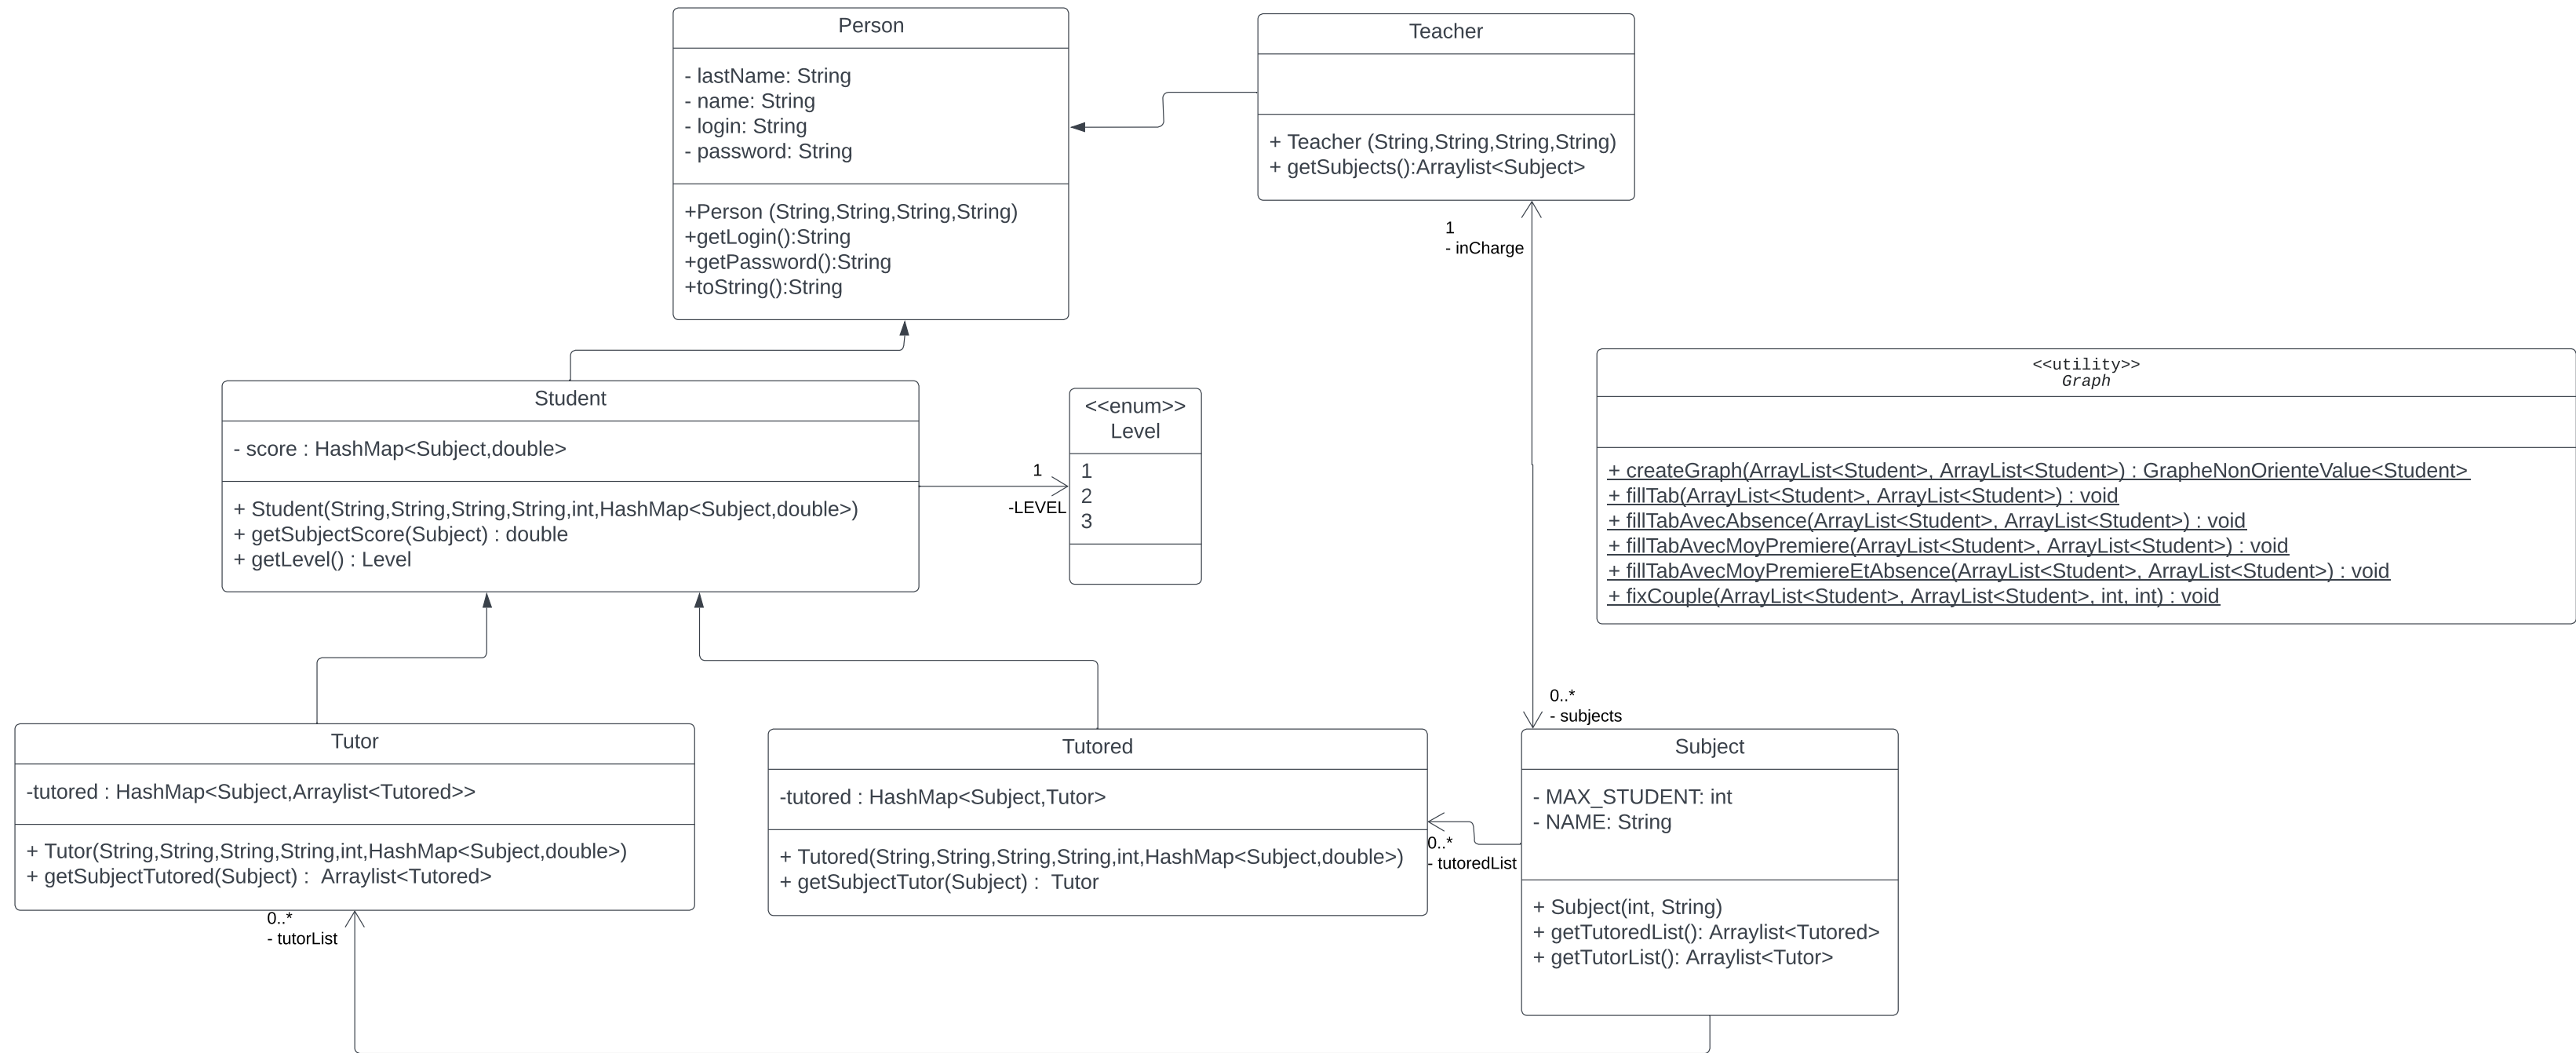 Person
- lastName: String
- name: String
- login: String
- password: String
+Person (String,String,String,String)
+getLogin():String
+getPassword():String
+toString():String
Teacher
+ Teacher (String,String,String,String)
+ getSubjects():Arraylist<Subject>
1
- inCharge
Student
- score : HashMap<Subject,double>
+ Student(String,String,String,String,int,HashMap<Subject,double>)
+ getSubjectScore(Subject) : double
+ getLevel() : Level
1
-LEVEL
<<enum>>
Level
1
2
3
<<utility>>
Graph
+ createGraph(ArrayList<Student>, ArrayList<Student>) : GrapheNonOrienteValue<Student>
+ fillTab(ArrayList<Student>, ArrayList<Student>) : void
+ fillTabAvecAbsence(ArrayList<Student>, ArrayList<Student>) : void
+ fillTabAvecMoyPremiere(ArrayList<Student>, ArrayList<Student>) : void
+ fillTabAvecMoyPremiereEtAbsence(ArrayList<Student>, ArrayList<Student>) : void
+ fixCouple(ArrayList<Student>, ArrayList<Student>, int, int) : void
0..*
- subjects
Tutor
-tutored : HashMap<Subject,Arraylist<Tutored>>
+ Tutor(String,String,String,String,int,HashMap<Subject,double>)
+ getSubjectTutored(Subject) :  Arraylist<Tutored>
0..*
- tutorList
Tutored
-tutored : HashMap<Subject,Tutor>
+ Tutored(String,String,String,String,int,HashMap<Subject,double>)
+ getSubjectTutor(Subject) :  Tutor
0..*
- tutoredList
Subject
- MAX_STUDENT: int
- NAME: String
+ Subject(int, String)
+ getTutoredList(): Arraylist<Tutored>
+ getTutorList(): Arraylist<Tutor>